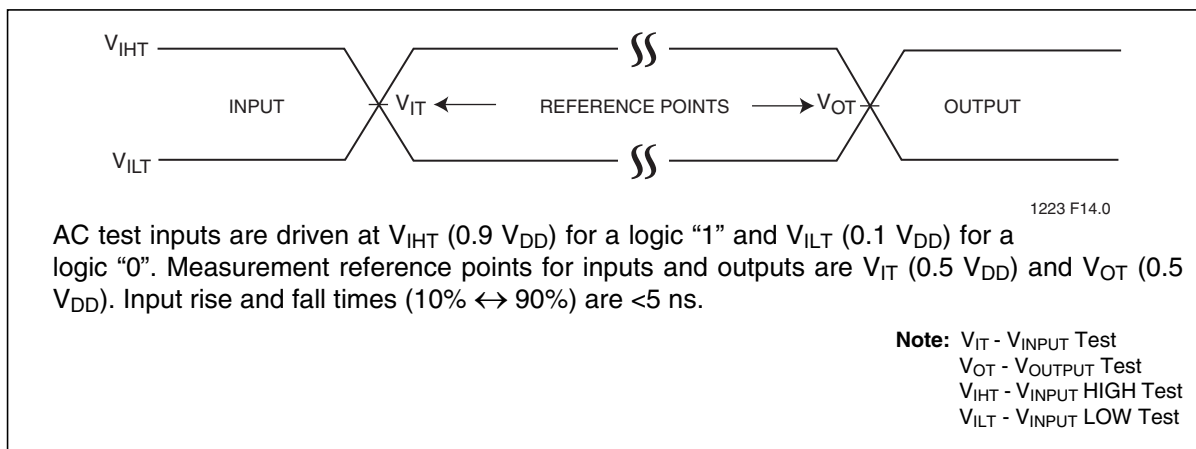 VIHT
INPUT VIT REFERENCE POINTS VOT OUTPUT
VILT
1223 F14.0
AC test inputs are driven at VIHT (0.9 VDD) for a logic “1” and VILT (0.1 VDD) for a
logic “0”. Measurement reference points for inputs and outputs are VIT (0.5 VDD) and VOT (0.5
VDD). Input rise and fall times (10% ↔ 90%) are <5 ns.
Note: VIT - VINPUT Test
VOT - VOUTPUT Test
VIHT - VINPUT HIGH Test
VILT - VINPUT LOW Test